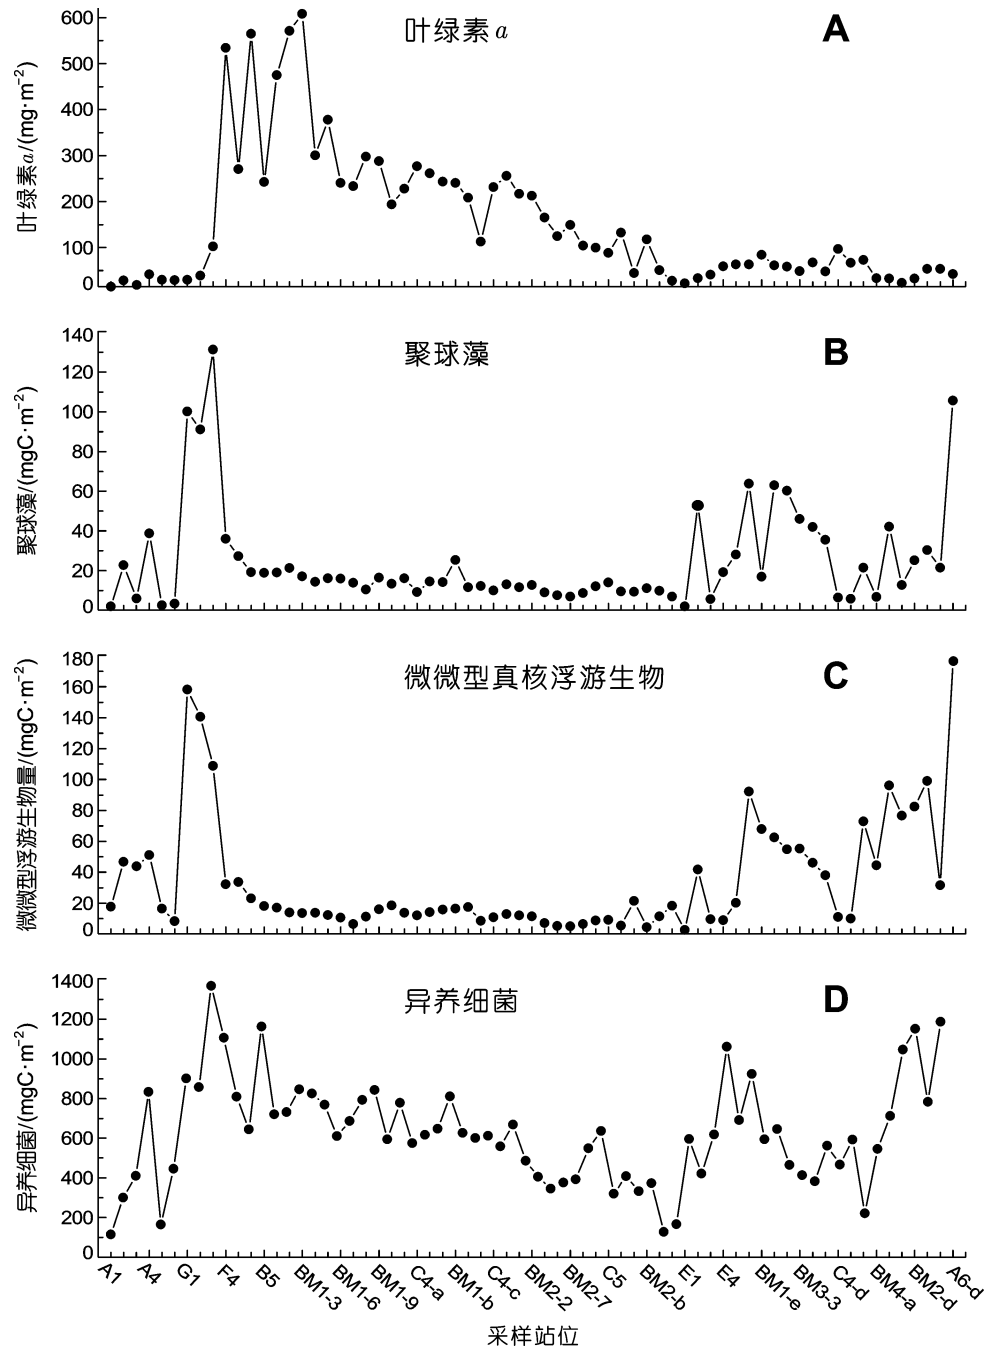 叶绿素a
A
叶绿素a/(mg·m⁻²)
600
500
400
300
200
100
0
聚球藻
B
聚球藻/(mgC·m⁻²)
140
120
100
80
60
40
20
0
微微型真核浮游生物
C
微微型浮游生物量/(mgC·m⁻²)
180
160
140
120
100
80
60
40
20
0
异养细菌
D
异养细菌/(mgC·m⁻²)
1400
1200
1000
800
600
400
200
0
A1 A4 G1 F4 B5 BM1-3 BM1-6 BM1-9 C4-a BM1-b C4-c BM2-2 BM2-7 C5 BM2-b E1 E4 BM1-e BM3-3 C4-d BM4-a BM2-d A6-d
采样站位